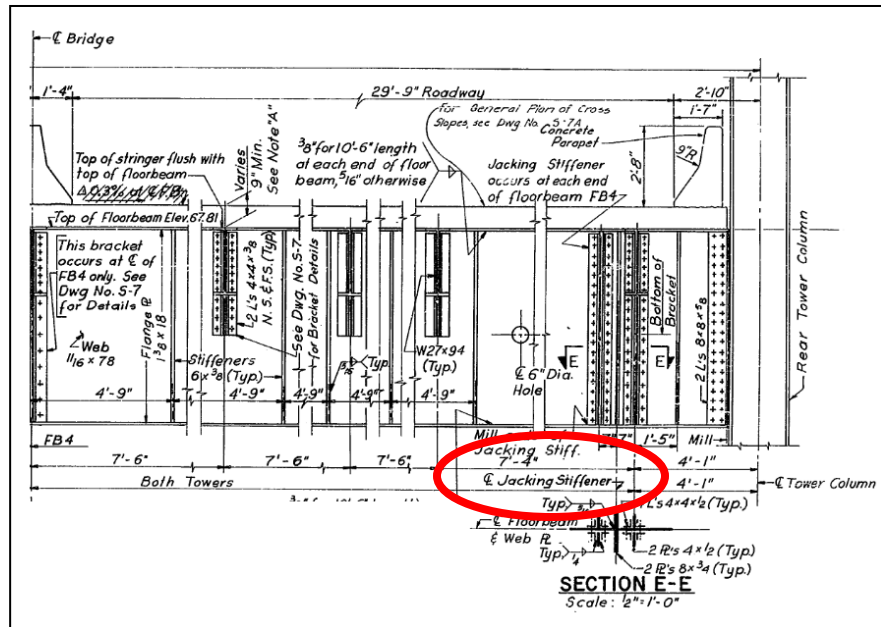 ℄ Bridge
1'-4"
29'-9" Roadway
2'-10"
1'-7"
For General Plan of Cross
Slopes, see Dwg No. S-7A
Concrete
Parapet
9"R
2'-8"
Top of stringer flush with
top of floorbeam
Varies
9" Min.
See Note "A"
3/8" for 10'-6" length
at each end of floor
beam, 5/16" otherwise
Jacking Stiffener
occurs at each end
of floorbeam FB4
Top of Floorbeam Elev. 67.81
This bracket
occurs at ℄ of
FB4 only. See
Dwg No. S-7
for Details
Flange ℞
1 3/8 x 18
Web
11/16 x 78
2 L's 4x4x3/8
N.S. & F.S. (Typ.)
See Dwg. No. S-7
for Bracket Details
Stiffeners
6 x 3/8 (Typ.)
5/16
(Typ.)
W27x94
(Typ.)
℄ 6" Dia.
Hole
E
E
Bottom of
Bracket
2 L's 8x8x5/8
Rear Tower Column
4'-9"
4'-9"
4'-9"
4'-9"
4'-9"
FB4
Mill
Jacking Stiff.
7"
1'-5"
Mill
7'-6"
7'-6"
7'-6"
7'-4"
4'-1"
Both Towers
℄ Jacking Stiffener
4'-1"
℄ Tower Column
Typ.
5/16
L's 4x4x1/2 (Typ.)
℄ Floorbeam
& Web ℞
Typ.
1/4
2 ℞'s 4x1/2 (Typ.)
2 ℞'s 8x3/4 (Typ.)
SECTION E-E
Scale: 1/2"=1'-0"